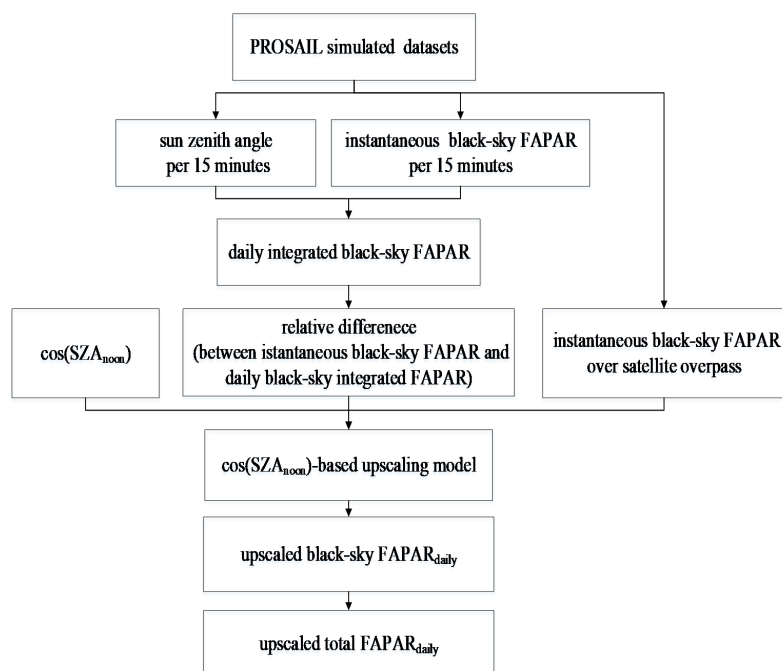 PROSAIL simulated datasets
sun zenith angle
per 15 minutes
instantaneous black-sky FAPAR
per 15 minutes
daily integrated black-sky FAPAR
cos(SZAnoon)
relative differenece
(between istantaneous black-sky FAPAR and
daily black-sky integrated FAPAR)
instantaneous black-sky FAPAR
over satellite overpass
cos(SZAnoon)-based upscaling model
upscaled black-sky FAPARdaily
upscaled total FAPARdaily